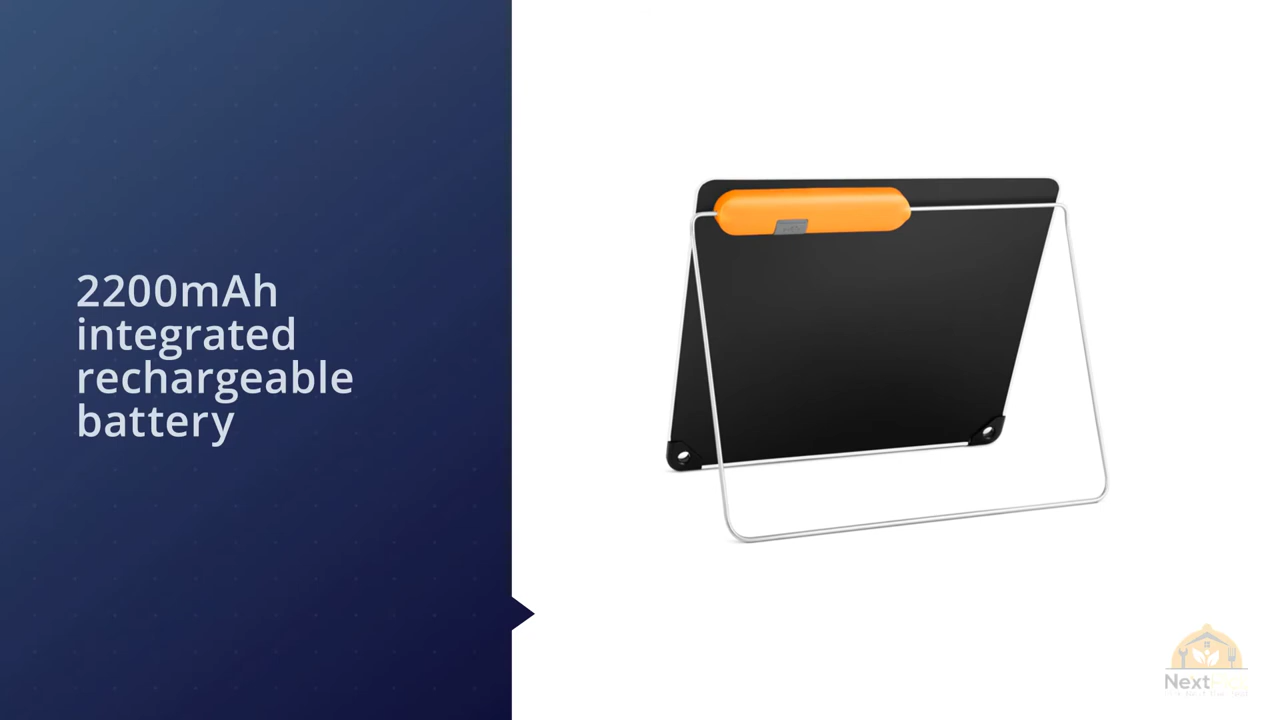 2200mAh
integrated
rechargeable
battery
Next